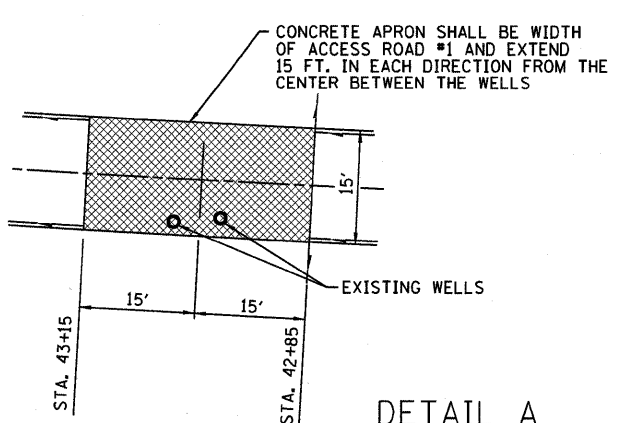 CONCRETE APRON SHALL BE WIDTH
OF ACCESS ROAD #1 AND EXTEND
15 FT. IN EACH DIRECTION FROM THE
CENTER BETWEEN THE WELLS
15'
EXISTING WELLS
15'
15'
STA. 43+15
STA. 42+85
DETAIL A